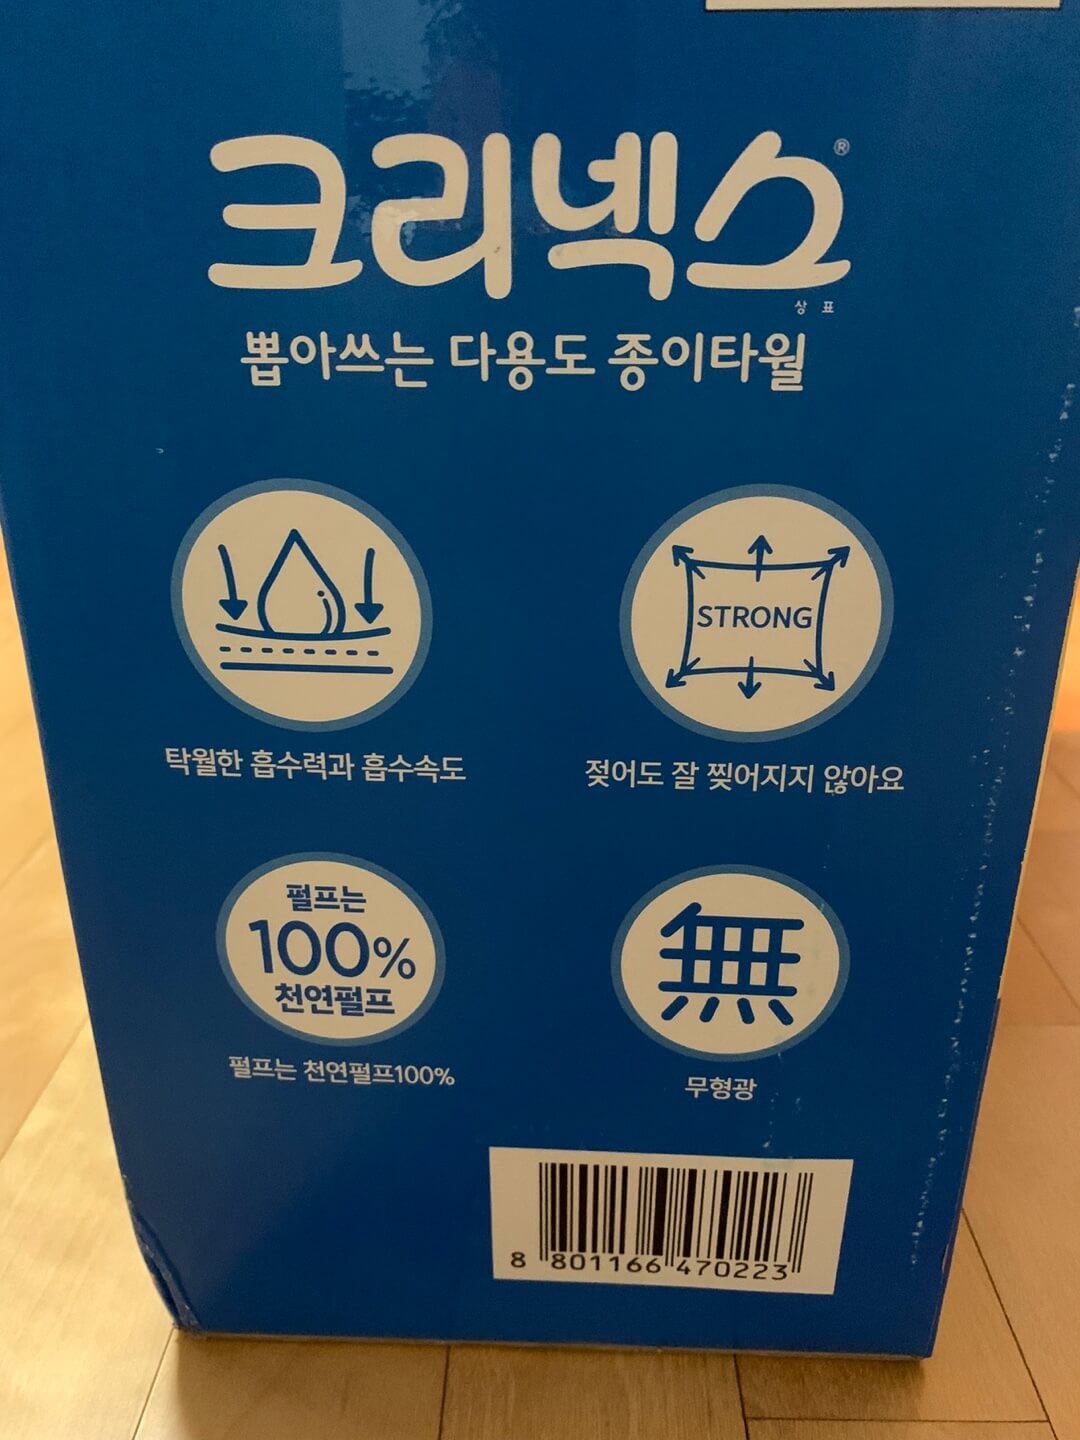 크리넥스®
상표
뽑아쓰는 다용도 종이타월
STRONG
탁월한 흡수력과 흡수속도
젖어도 잘 찢어지지 않아요
펄프는
100%
천연펄프
無
펄프는 천연펄프100%
무형광
8 801166 470223